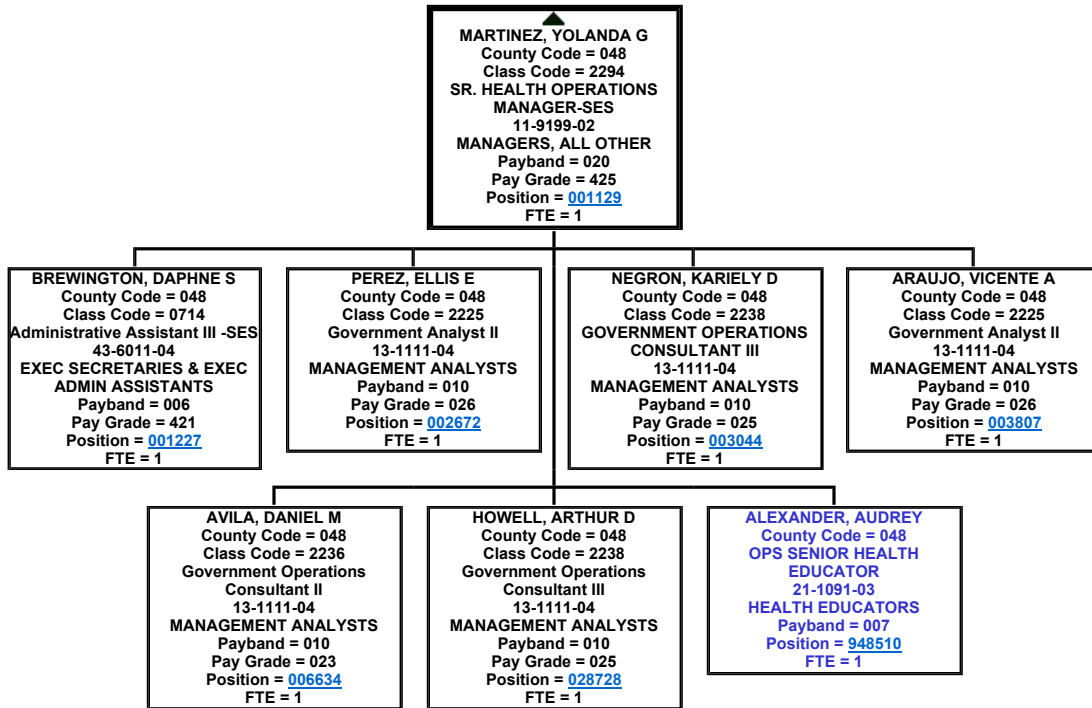 MARTINEZ, YOLANDA G
County Code = 048
Class Code = 2294
SR. HEALTH OPERATIONS
MANAGER-SES
11-9199-02
MANAGERS, ALL OTHER
Payband = 020
Pay Grade = 425
Position = 001129
FTE = 1
BREWINGTON, DAPHNE S
County Code = 048
Class Code = 0714
Administrative Assistant III -SES
43-6011-04
EXEC SECRETARIES & EXEC
ADMIN ASSISTANTS
Payband = 006
Pay Grade = 421
Position = 001227
FTE = 1
PEREZ, ELLIS E
County Code = 048
Class Code = 2225
Government Analyst II
13-1111-04
MANAGEMENT ANALYSTS
Payband = 010
Pay Grade = 026
Position = 002672
FTE = 1
NEGRON, KARIELY D
County Code = 048
Class Code = 2238
GOVERNMENT OPERATIONS
CONSULTANT III
13-1111-04
MANAGEMENT ANALYSTS
Payband = 010
Pay Grade = 025
Position = 003044
FTE = 1
ARAUJO, VICENTE A
County Code = 048
Class Code = 2225
Government Analyst II
13-1111-04
MANAGEMENT ANALYSTS
Payband = 010
Pay Grade = 026
Position = 003807
FTE = 1
AVILA, DANIEL M
County Code = 048
Class Code = 2236
Government Operations
Consultant II
13-1111-04
MANAGEMENT ANALYSTS
Payband = 010
Pay Grade = 023
Position = 006634
FTE = 1
HOWELL, ARTHUR D
County Code = 048
Class Code = 2238
Government Operations
Consultant III
13-1111-04
MANAGEMENT ANALYSTS
Payband = 010
Pay Grade = 025
Position = 028728
FTE = 1
ALEXANDER, AUDREY
County Code = 048
OPS SENIOR HEALTH
EDUCATOR
21-1091-03
HEALTH EDUCATORS
Payband = 007
Position = 948510
FTE = 1